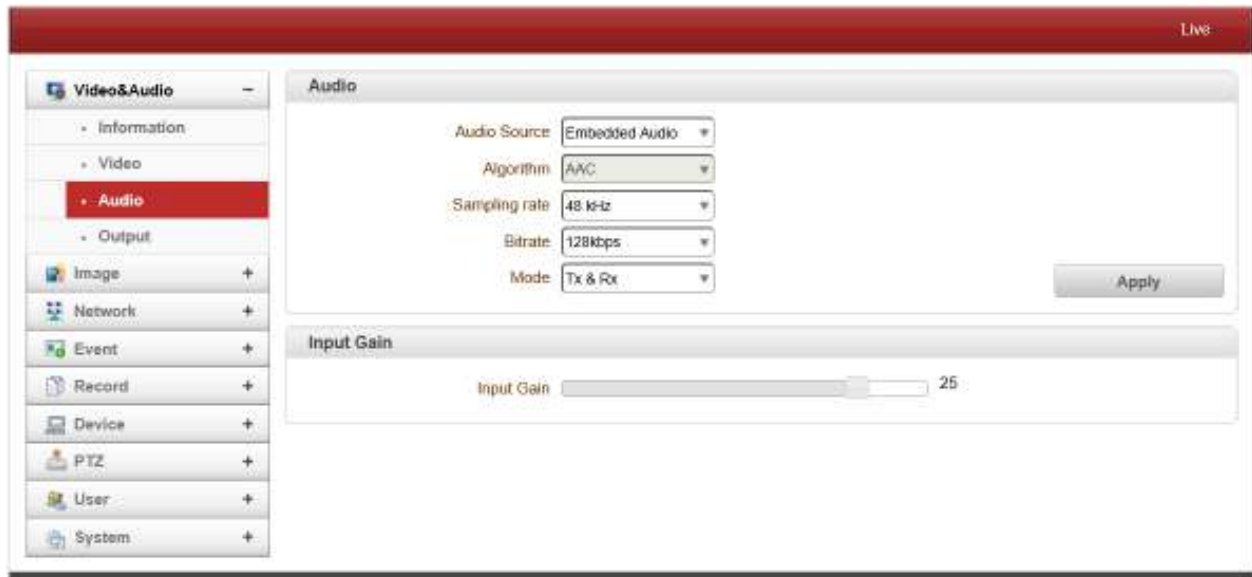 Live
Video&Audio −
Information
Video
Audio
Output
Image +
Network +
Event +
Record +
Device +
PTZ +
User +
System +
Audio
Audio Source Embedded Audio
Algorithm AAC
Sampling rate 48 kHz
Bitrate 128kbps
Mode Tx & Rx
Apply
Input Gain
Input Gain 25